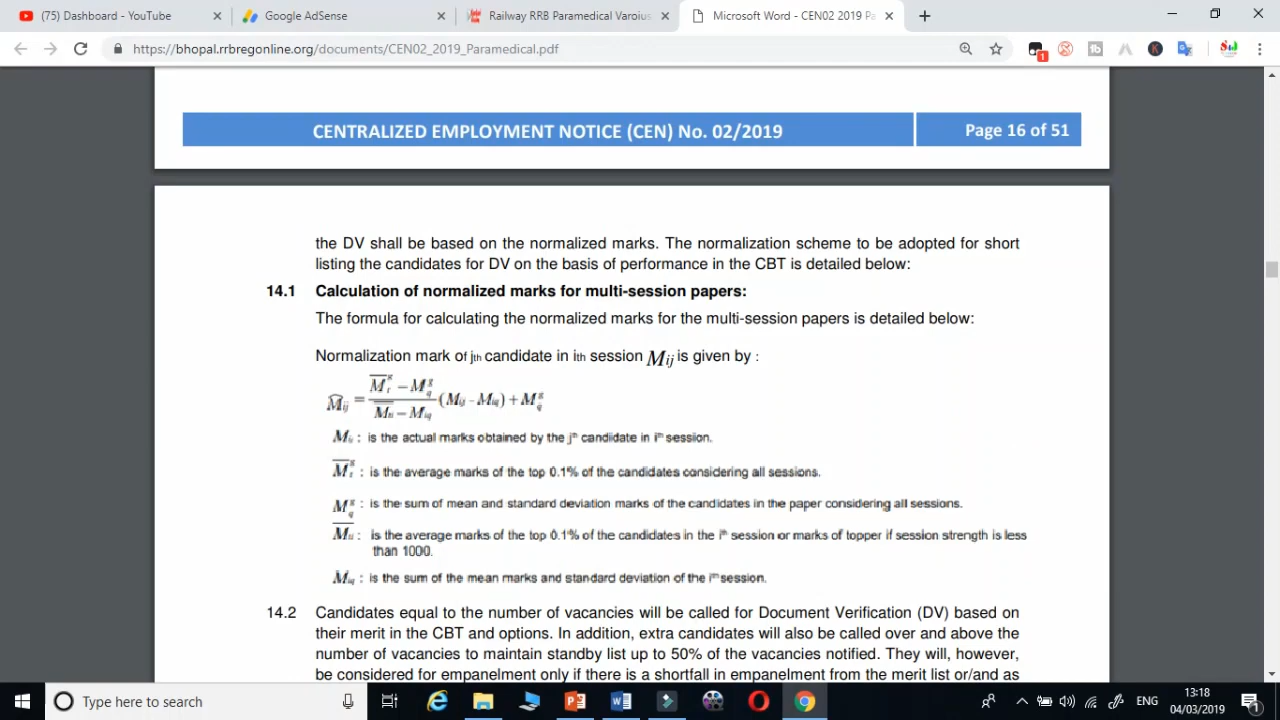 (75) Dashboard - YouTube
Google AdSense
Railway RRB Paramedical Varoius
Microsoft Word - CEN02 2019 Pa
https://bhopal.rrbregonline.org/documents/CEN02_2019_Paramedical.pdf
CENTRALIZED EMPLOYMENT NOTICE (CEN) No. 02/2019 Page 16 of 51
the DV shall be based on the normalized marks. The normalization scheme to be adopted for short
listing the candidates for DV on the basis of performance in the CBT is detailed below:
14.1 Calculation of normalized marks for multi-session papers:
The formula for calculating the normalized marks for the multi-session papers is detailed below:
Normalization mark of jth candidate in ith session Mij is given by :
is the actual marks obtained by the jth candidate in ith session.
is the average marks of the top 0.1% of the candidates considering all sessions.
is the sum of mean and standard deviation marks of the candidates in the paper considering all sessions.
is the average marks of the top 0.1% of the candidates in the ith session or marks of topper if session strength is less
than 1000.
is the sum of the mean marks and standard deviation of the ith session.
14.2 Candidates equal to the number of vacancies will be called for Document Verification (DV) based on
their merit in the CBT and options. In addition, extra candidates will also be called over and above the
number of vacancies to maintain standby list up to 50% of the vacancies notified. They will, however,
be considered for empanelment only if there is a shortfall in empanelment from the merit list or/and as
Type here to search
ENG
13:18
04/03/2019